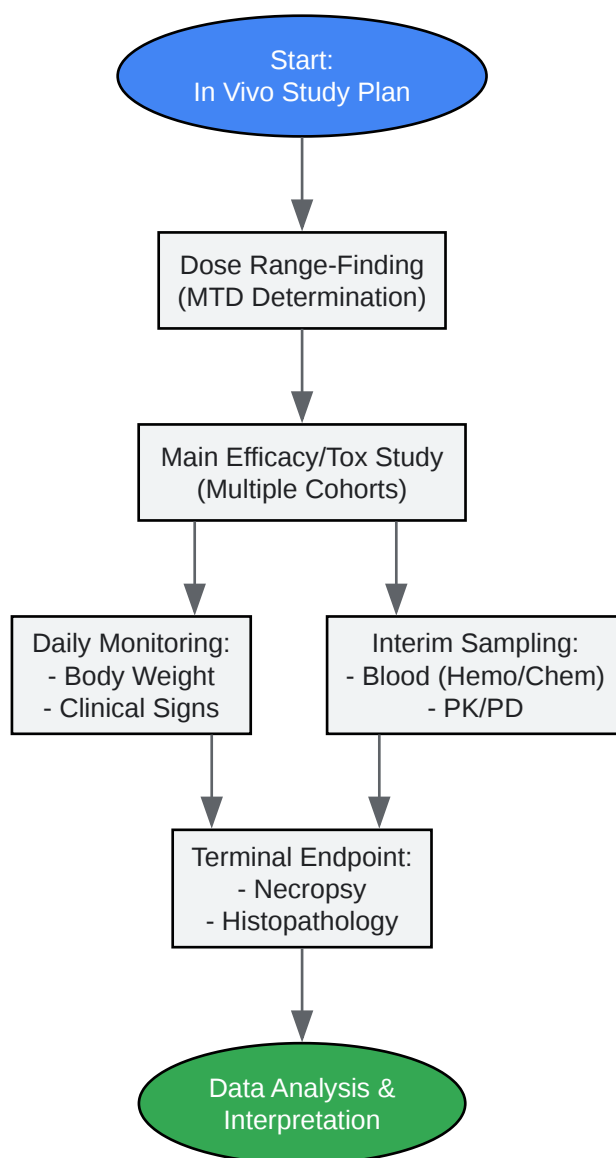 Start:
In Vivo Study Plan
Dose Range-Finding
(MTD Determination)
Main Efficacy/Tox Study
(Multiple Cohorts)
Daily Monitoring:
- Body Weight
- Clinical Signs
Interim Sampling:
- Blood (Hemo/Chem)
- PK/PD
Terminal Endpoint:
- Necropsy
- Histopathology
Data Analysis &
Interpretation